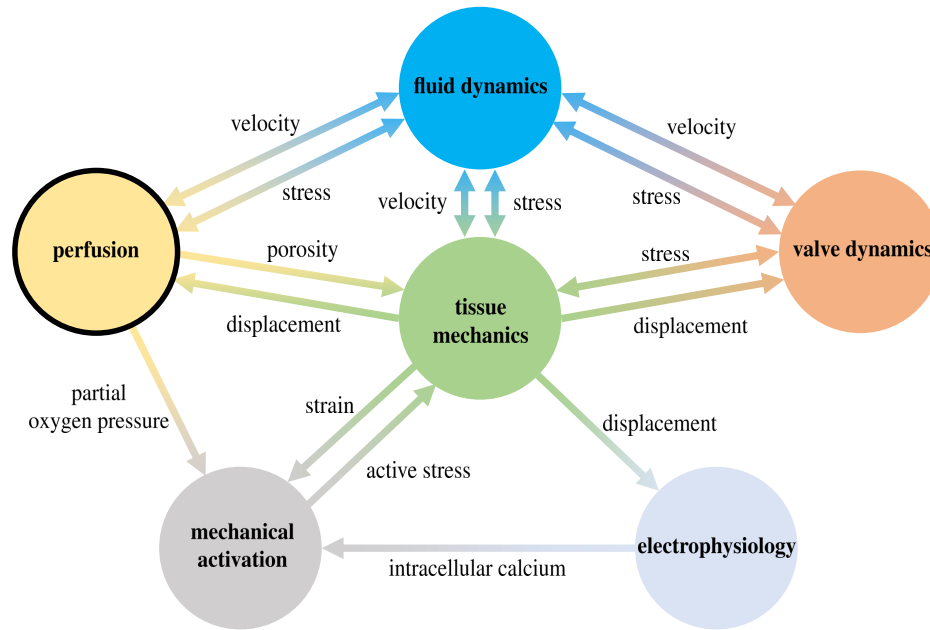 fluid dynamics
velocity
velocity
stress
velocity
stress
stress
perfusion
porosity
stress
valve dynamics
displacement
tissue
mechanics
displacement
partial
oxygen pressure
strain
displacement
active stress
mechanical
activation
electrophysiology
intracellular calcium